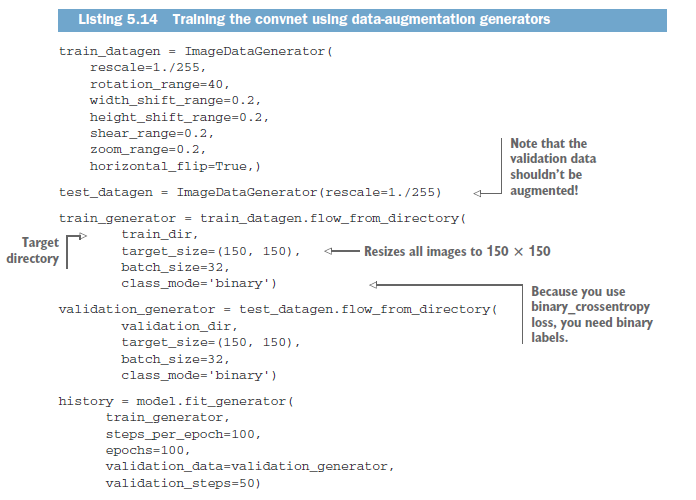 Listing 5.14 Training the convnet using data-augmentation generators
train_datagen = ImageDataGenerator(
rescale=1./255,
rotation_range=40,
width_shift_range=0.2,
height_shift_range=0.2,
shear_range=0.2,
zoom_range=0.2,
horizontal_flip=True,)
Note that the
validation data
shouldn't be
augmented!
test_datagen = ImageDataGenerator(rescale=1./255)
train_generator = train_datagen.flow_from_directory(
Target
directory
train_dir,
target_size=(150, 150),
Resizes all images to 150 × 150
batch_size=32,
class_mode='binary')
Because you use
binary_crossentropy
loss, you need binary
labels.
validation_generator = test_datagen.flow_from_directory(
validation_dir,
target_size=(150, 150),
batch_size=32,
class_mode='binary')
history = model.fit_generator(
train_generator,
steps_per_epoch=100,
epochs=100,
validation_data=validation_generator,
validation_steps=50)